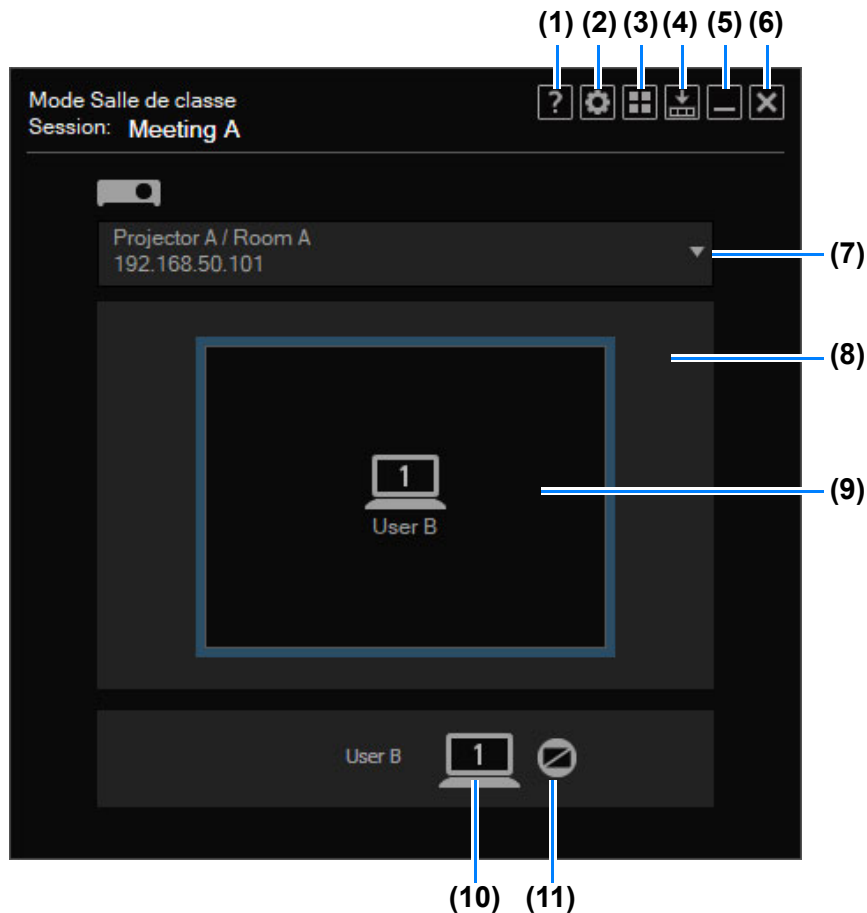 (1) (2) (3) (4) (5) (6)
?
Mode Salle de classe
Session: Meeting A
Projector A / Room A
192.168.50.101
(7)
(8)
1
User B
(9)
User B 1
(10) (11)